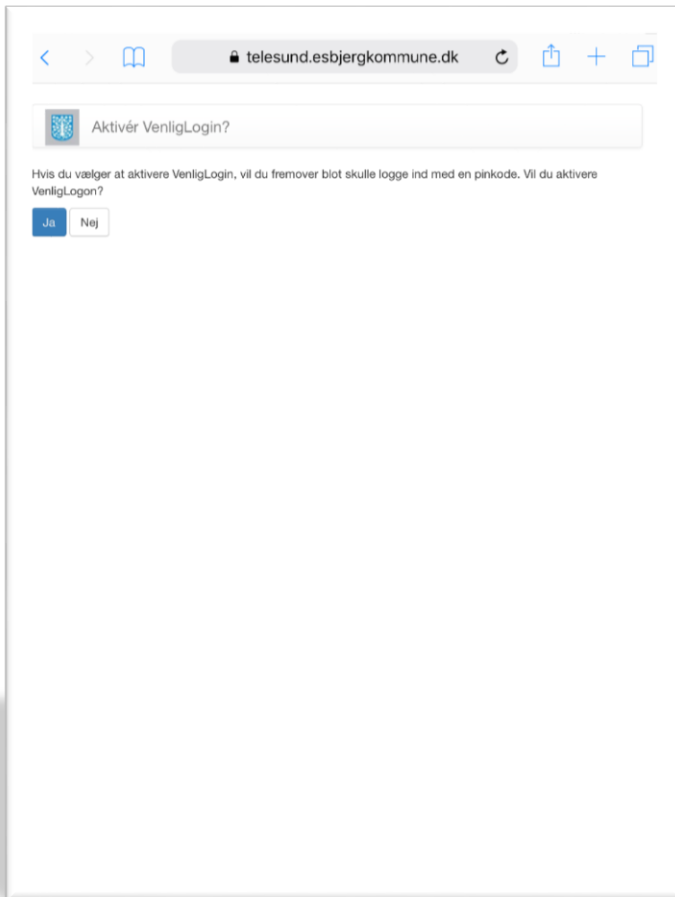 telesund.esbjergkommune.dk
Aktivér VenligLogin?
Hvis du vælger at aktivere VenligLogin, vil du fremover blot skulle logge ind med en pinkode. Vil du aktivere
VenligLogon?
Ja Nej